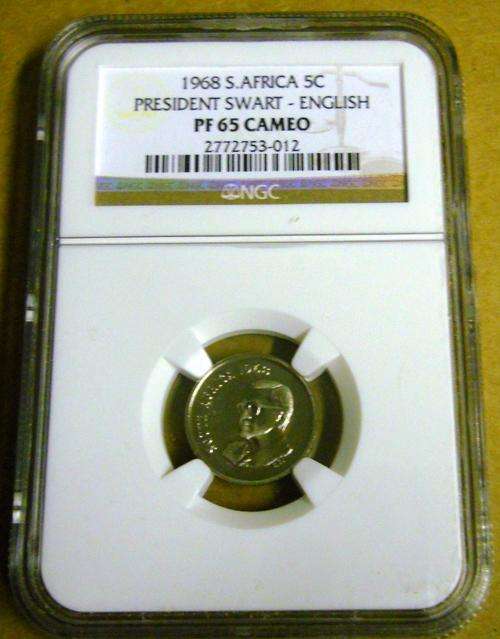 1968 S.AFRICA 5C
PRESIDENT SWART - ENGLISH
PF 65 CAMEO
2772753-012
NGC
SOUTH AFRICA 1968